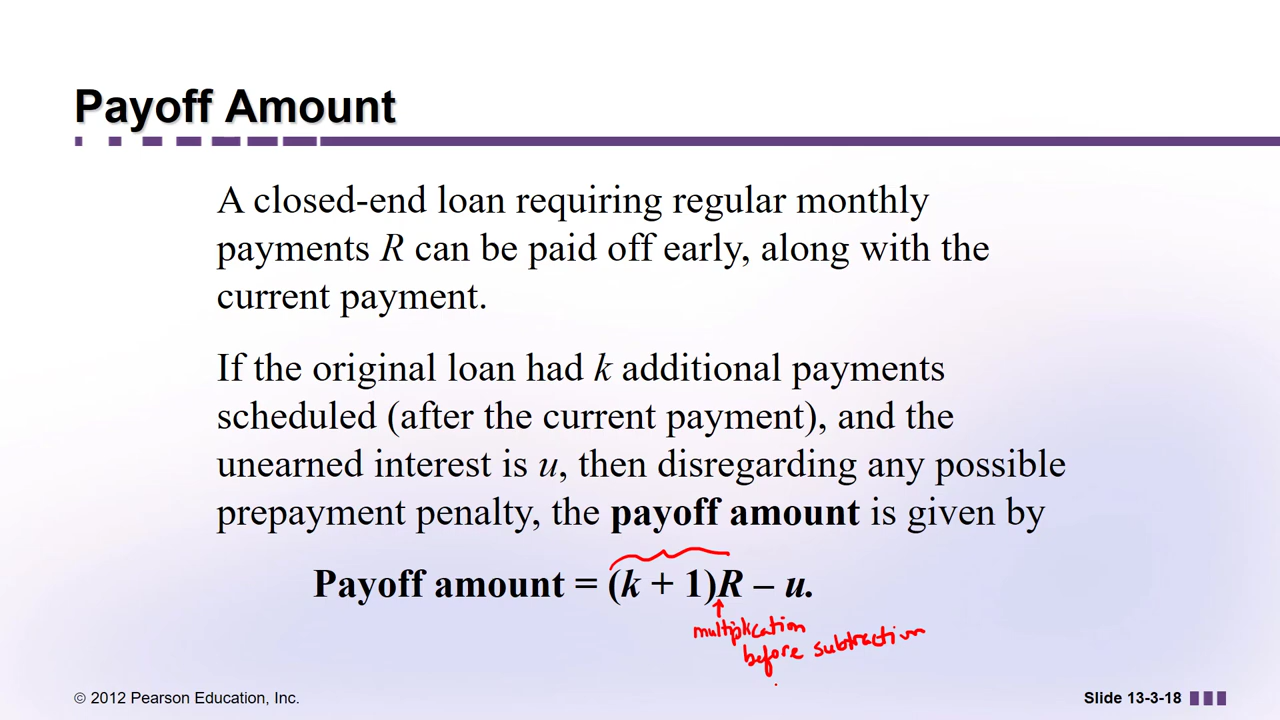 Payoff Amount
A closed-end loan requiring regular monthly
payments R can be paid off early, along with the
current payment.
If the original loan had k additional payments
scheduled (after the current payment), and the
unearned interest is u, then disregarding any possible
prepayment penalty, the payoff amount is given by
Payoff amount = (k + 1)R – u.
multiplication
before subtraction
© 2012 Pearson Education, Inc.
Slide 13-3-18